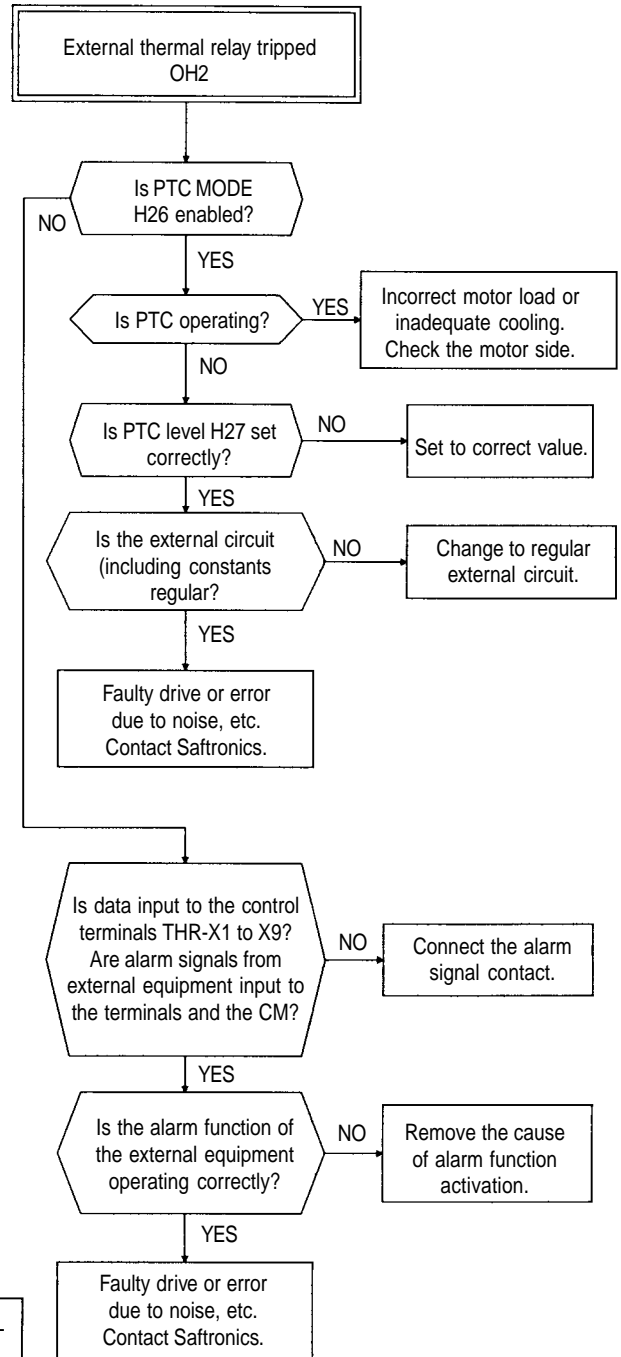 External thermal relay tripped
OH2
Is PTC MODE
H26 enabled?
NO
YES
Is PTC operating?
YES
Incorrect motor load or
inadequate cooling.
Check the motor side.
NO
Is PTC level H27 set
correctly?
NO
Set to correct value.
YES
Is the external circuit
(including constants
regular?
NO
Change to regular
external circuit.
YES
Faulty drive or error
due to noise, etc.
Contact Saftronics.
Is data input to the control
terminals THR-X1 to X9?
Are alarm signals from
external equipment input to
the terminals and the CM?
NO
Connect the alarm
signal contact.
YES
Is the alarm function of
the external equipment
operating correctly?
NO
Remove the cause
of alarm function
activation.
YES
Faulty drive or error
due to noise, etc.
Contact Saftronics.